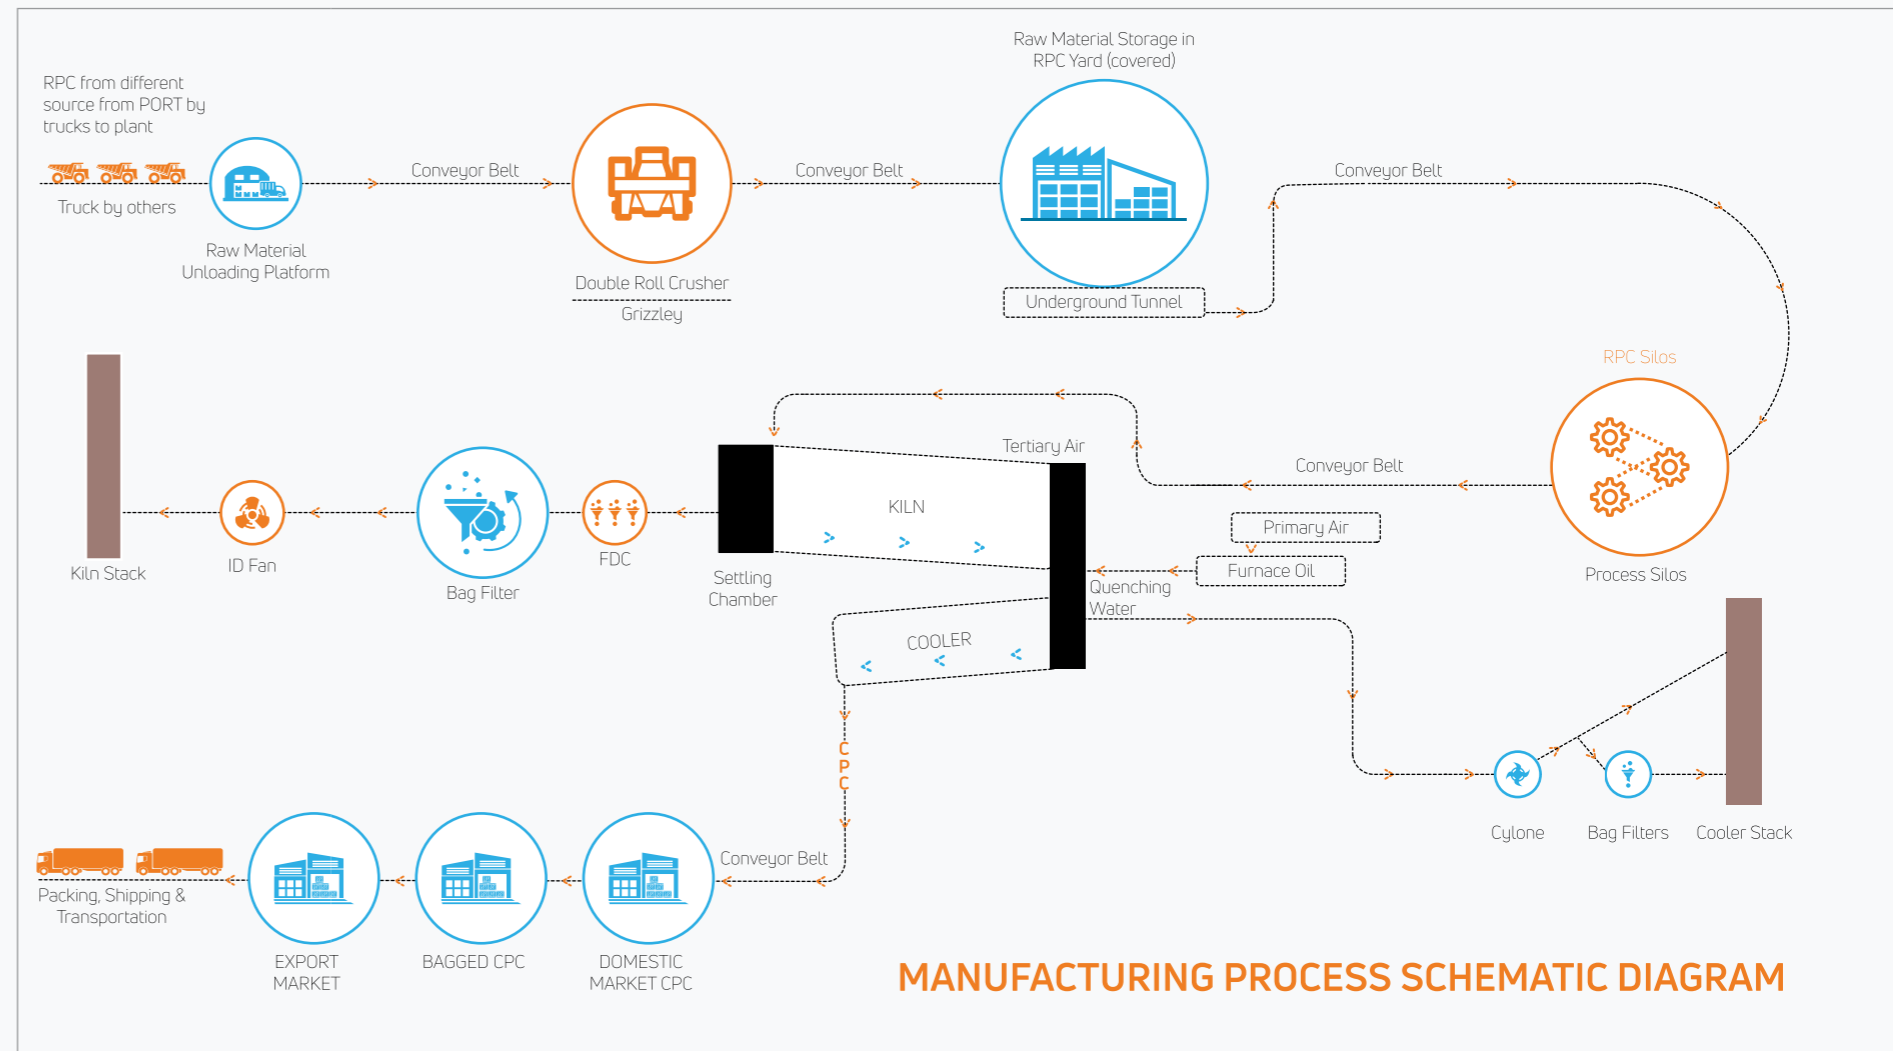 Raw Material Storage in
RPC Yard (covered)
RPC from different
source from PORT by
trucks to plant
Truck by others
Raw Material
Unloading Platform
Conveyor Belt
Double Roll Crusher
Grizzley
Conveyor Belt
Underground Tunnel
Conveyor Belt
RPC Silos
Process Silos
Conveyor Belt
Tertiary Air
KILN
Primary Air
Furnace Oil
Quenching
Water
Settling
Chamber
FDC
Bag Filter
ID Fan
Kiln Stack
COOLER
CPC
Cylone
Bag Filters
Cooler Stack
Conveyor Belt
DOMESTIC
MARKET CPC
BAGGED CPC
EXPORT
MARKET
Packing, Shipping &
Transportation
MANUFACTURING PROCESS SCHEMATIC DIAGRAM